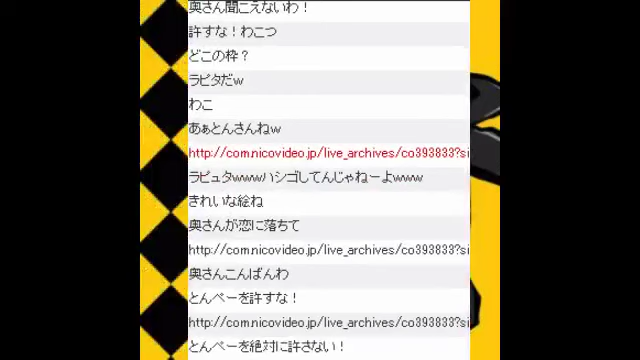 奥さん聞こえないわ！
許すな！わこつ
どこの枠？
ラピタだw
わこ
あぁとんさんねw
http://com.nicovideo.jp/live_archives/co393833?si
ラピュタwwwハシゴしてんじゃねーよwww
きれいな絵ね
奥さんが恋に落ちて
http://com.nicovideo.jp/live_archives/co393833?si
奥さんこんばんわ
とんぺーを許すな！
http://com.nicovideo.jp/live_archives/co393833?si
とんぺーを絶対に許さない！